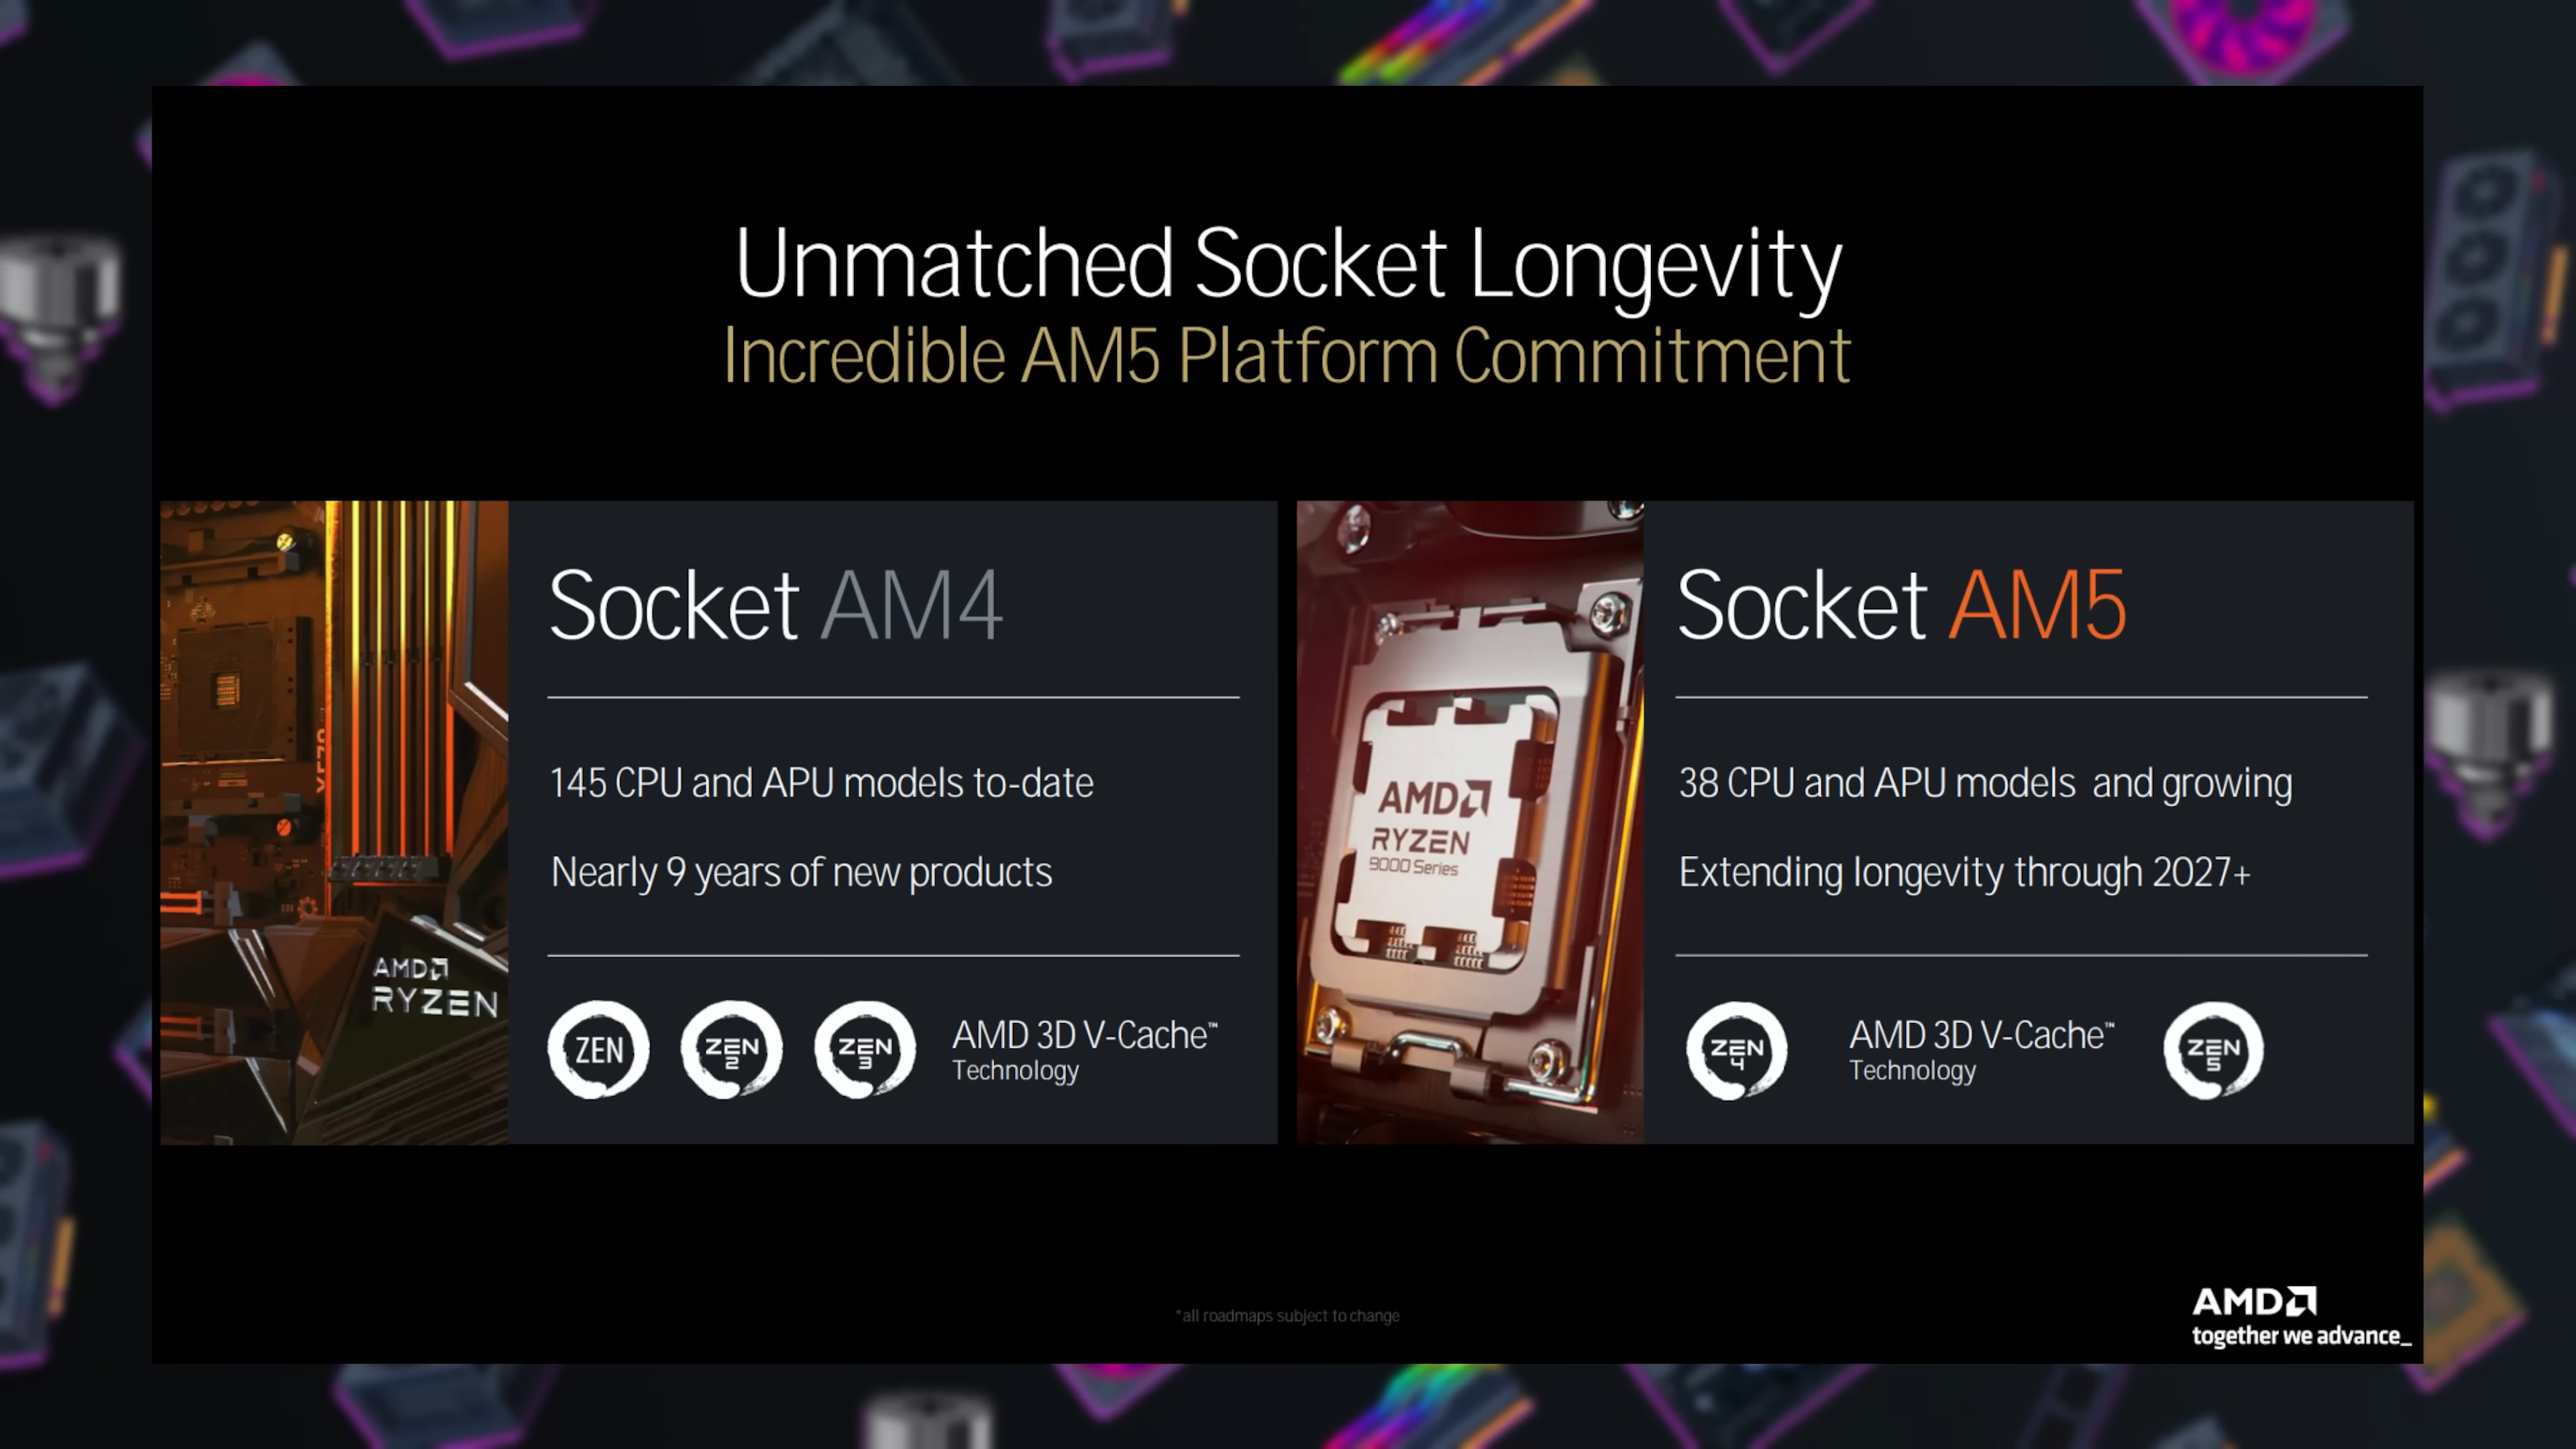 Unmatched Socket Longevity
Incredible AM5 Platform Commitment
Socket AM4
145 CPU and APU models to-date
Nearly 9 years of new products
ZEN
ZEN 2
ZEN 3
AMD 3D V-Cache™
Technology
AMD
RYZEN
Socket AM5
38 CPU and APU models and growing
Extending longevity through 2027+
ZEN 4
AMD 3D V-Cache™
Technology
ZEN 5
AMD
RYZEN
9000 Series
*all roadmaps subject to change
AMD
together we advance_